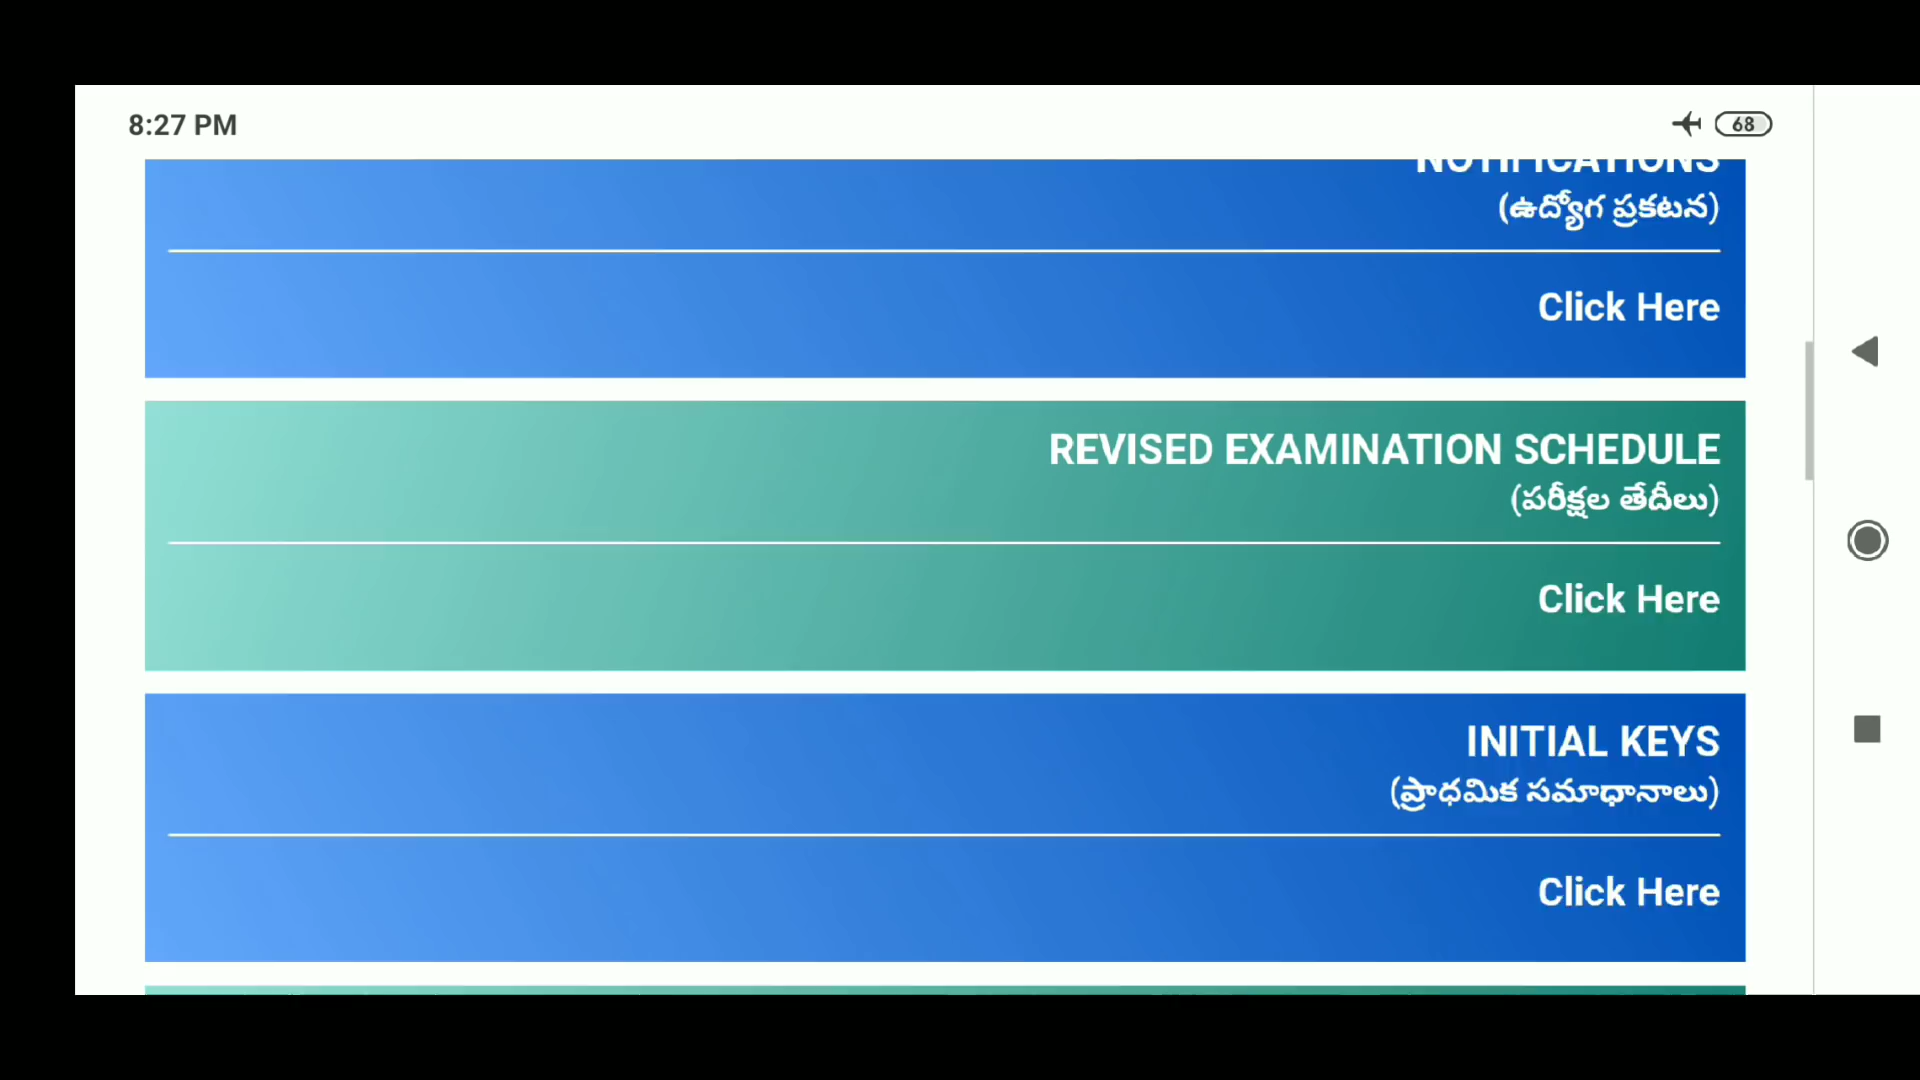 8:27 PM
68
NOTIFICATIONS
(ఉద్యోగ ప్రకటన)
Click Here
REVISED EXAMINATION SCHEDULE
(పరీక్షల తేదీలు)
Click Here
INITIAL KEYS
(ప్రాధమిక సమాధానాలు)
Click Here